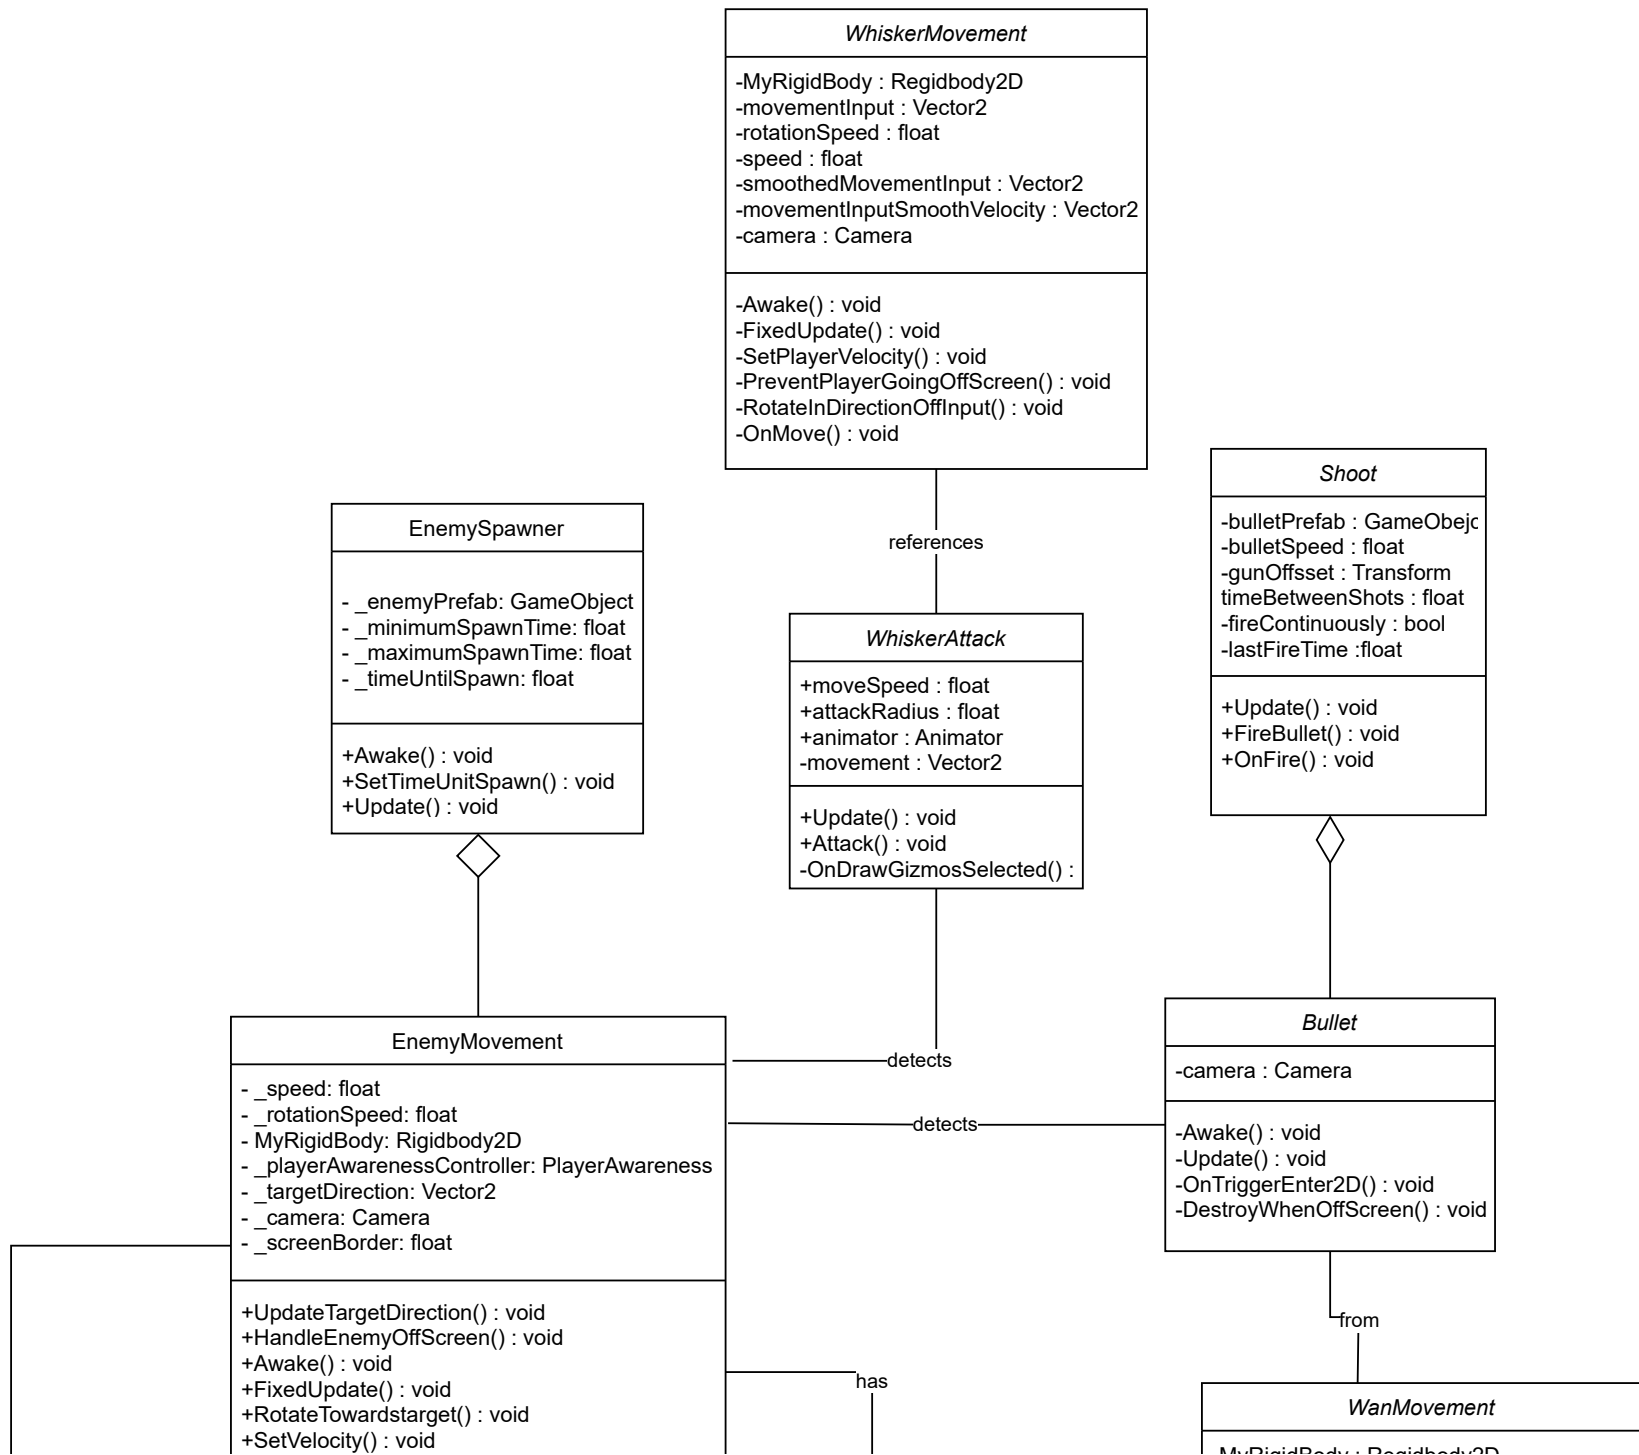 WhiskerMovement
-MyRigidBody : Regidbody2D
-movementInput : Vector2
-rotationSpeed : float
-speed : float
-smoothedMovementInput : Vector2
-movementInputSmoothVelocity : Vector2
-camera : Camera
-Awake() : void
-FixedUpdate() : void
-SetPlayerVelocity() : void
-PreventPlayerGoingOffScreen() : void
-RotateInDirectionOffInput() : void
-OnMove() : void
references
EnemySpawner
- _enemyPrefab: GameObject
- _minimumSpawnTime: float
- _maximumSpawnTime: float
- _timeUntilSpawn: float
+Awake() : void
+SetTimeUnitSpawn() : void
+Update() : void
WhiskerAttack
+moveSpeed : float
+attackRadius : float
+animator : Animator
-movement : Vector2
+Update() : void
+Attack() : void
-OnDrawGizmosSelected() :
Shoot
-bulletPrefab : GameObejc
-bulletSpeed : float
-gunOffsset : Transform
timeBetweenShots : float
-fireContinuously : bool
-lastFireTime :float
+Update() : void
+FireBullet() : void
+OnFire() : void
EnemyMovement
- _speed: float
- _rotationSpeed: float
- MyRigidBody: Rigidbody2D
- _playerAwarenessController: PlayerAwareness
- _targetDirection: Vector2
- _camera: Camera
- _screenBorder: float
+UpdateTargetDirection() : void
+HandleEnemyOffScreen() : void
+Awake() : void
+FixedUpdate() : void
+RotateTowardstarget() : void
+SetVelocity() : void
detects
detects
has
Bullet
-camera : Camera
-Awake() : void
-Update() : void
-OnTriggerEnter2D() : void
-DestroyWhenOffScreen() : void
from
WanMovement
-MyRigidBody : Regidbody2D